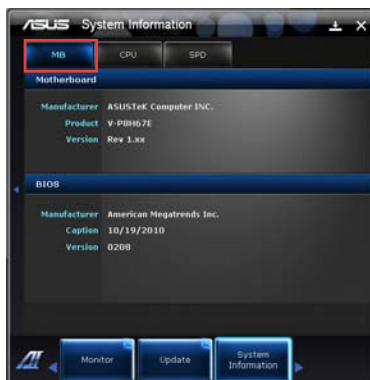 ASUS System Information
MB CPU SPD
Motherboard
Manufacturer ASUSTeK Computer INC.
Product V-P8H67E
Version Rev 1.xx
BIOS
Manufacturer American Megatrends Inc.
Caption 10/19/2010
Version 0208
Monitor Update System Information